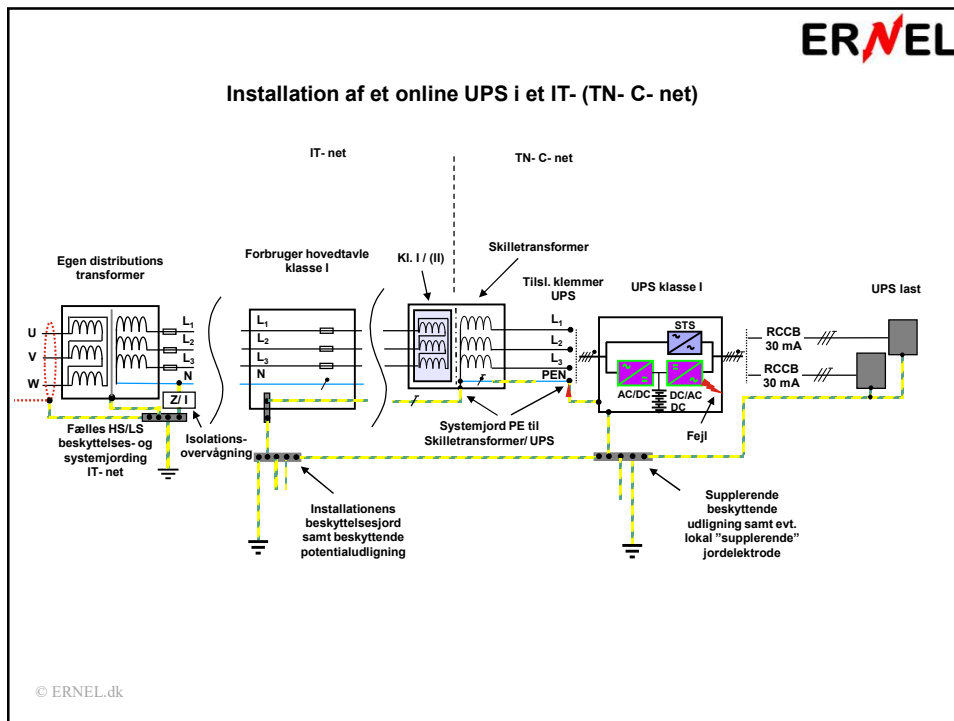 ERNEL
Installation af et online UPS i et IT- (TN- C- net)
IT- net
TN- C- net
Egen distributions
transformer
Forbruger hovedtavle
klasse I
Kl. I / (II)
Skilletransformer
Tilsl. klemmer
UPS
UPS klasse I
UPS last
U
V
W
L1
L2
L3
N
Z/ I
L1
L2
L3
N
L1
L2
L3
PEN
STS
AC/DC
DC/AC
DC
RCCB
30 mA
RCCB
30 mA
Fejl
Fælles HS/LS
beskyttelses- og
systemjording
IT- net
Isolations-
overvågning
Systemjord PE til
Skilletransformer/ UPS
Installationens
beskyttelsesjord
samt beskyttende
potentialudligning
Supplerende
beskyttende
udligning samt evt.
lokal ”supplerende”
jordelektrode
© ERNEL.dk